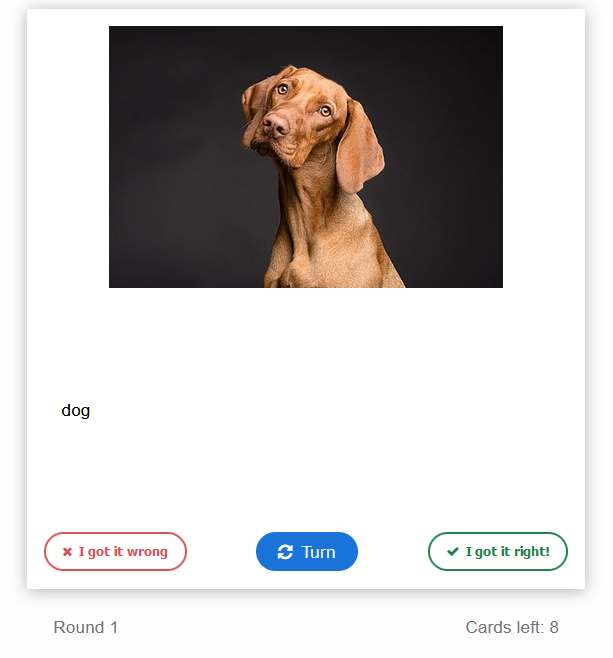 dog
✖ I got it wrong
Turn
✔ I got it right!
Round 1
Cards left: 8